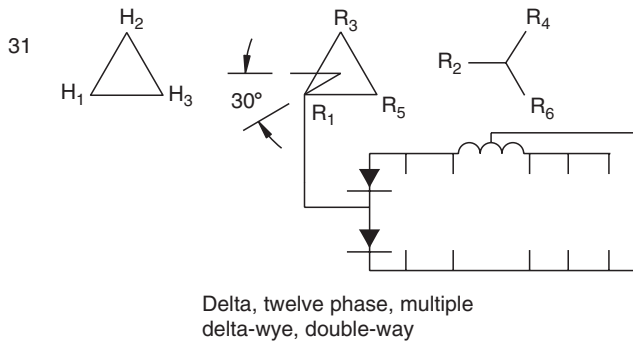 31
H₂
H₁
H₃
R₃
30°
R₁
R₅
R₄
R₂
R₆
Delta, twelve phase, multiple
delta-wye, double-way